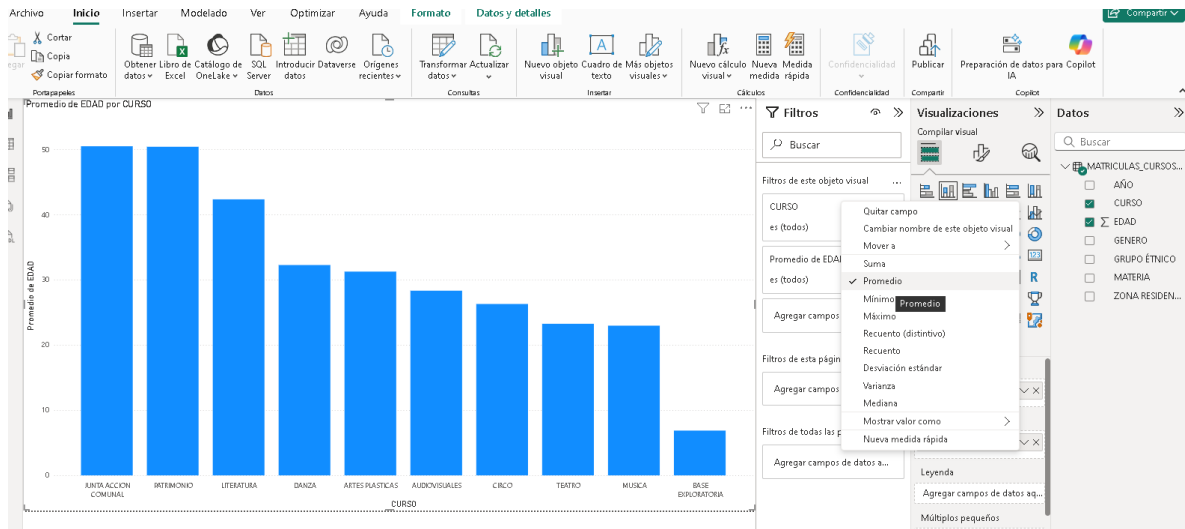 Archivo Inicio Insertar Modelado Ver Optimizar Ayuda Formato Datos y detalles Compartir
Cortar
Copia
Copiar formato
Portapapeles
Obtener datos
Libro de Excel
Catálogo de OneLake
SQL Server
Introducir datos
Dataverse
Orígenes recientes
Datos
Transformar datos
Actualizar
Consultas
Nuevo objeto visual
Cuadro de texto
Más objetos visuales
Insertar
Nuevo cálculo visual
Nueva medida
Medida rápida
Cálculos
Confidencialidad
Confidencialidad
Publicar
Compartir
Preparación de datos para IA
Copilot
Copilot
Promedio de EDAD por CURSO
Promedio de EDAD
50
40
30
20
10
0
JUNTA ACCION COMUNAL
PATRIMONIO
LITERATURA
DANZA
ARTES PLASTICAS
AUDIOVISUALES
CIRCO
TEATRO
MUSICA
BASE EXPLORATORIA
CURSO
Filtros
Buscar
Filtros de este objeto visual ...
CURSO
es (todos)
Promedio de EDA
es (todos)
Agregar campos
Filtros de esta págin
Agregar campos
Filtros de todas las p
Agregar campos de datos a...
Quitar campo
Cambiar nombre de este objeto visual
Mover a
Suma
Promedio
Mínimo
Promedio
Máximo
Recuento (distintivo)
Recuento
Desviación estándar
Varianza
Mediana
Mostrar valor como
Nueva medida rápida
Visualizaciones
Compilar visual
123
R
Leyenda
Agregar campos de datos aq...
Múltiplos pequeños
Datos
Buscar
MATRICULAS_CURSOS...
AÑO
CURSO
EDAD
GENERO
GRUPO ÉTNICO
MATERIA
ZONA RESIDEN...